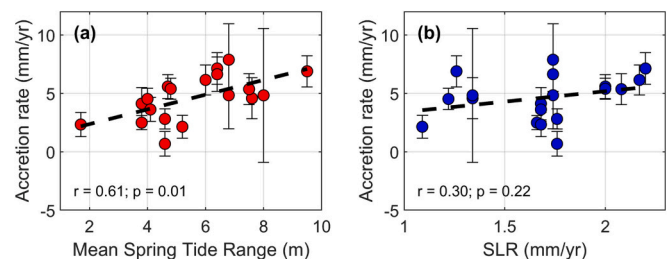 (a)
Accretion rate (mm/yr)
10
5
0
-5
r = 0.61; p = 0.01
2
4
6
8
10
Mean Spring Tide Range (m)
(b)
Accretion rate (mm/yr)
10
5
0
-5
r = 0.30; p = 0.22
1
1.5
2
SLR (mm/yr)